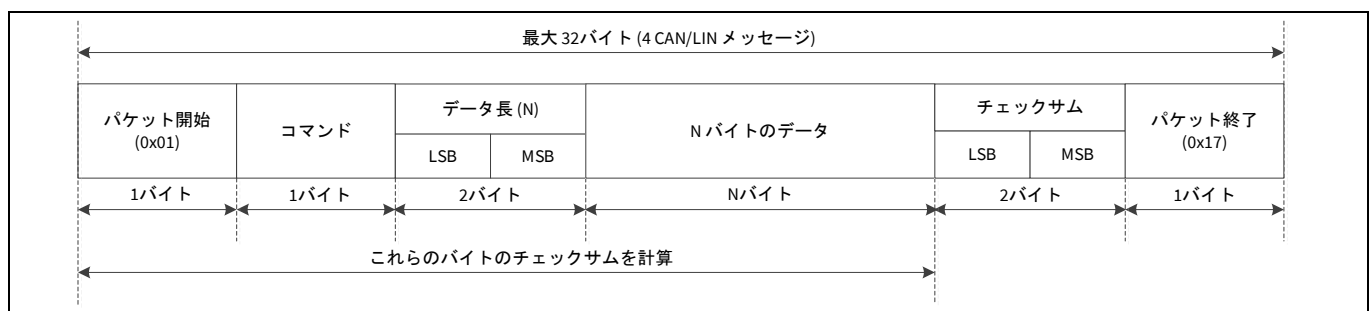 最大 32バイト (4 CAN/LIN メッセージ)
パケット開始
(0x01)
コマンド
データ長 (N)
LSB
MSB
N バイトのデータ
チェックサム
LSB
MSB
パケット終了
(0x17)
1バイト
1バイト
2バイト
Nバイト
2バイト
1バイト
これらのバイトのチェックサムを計算